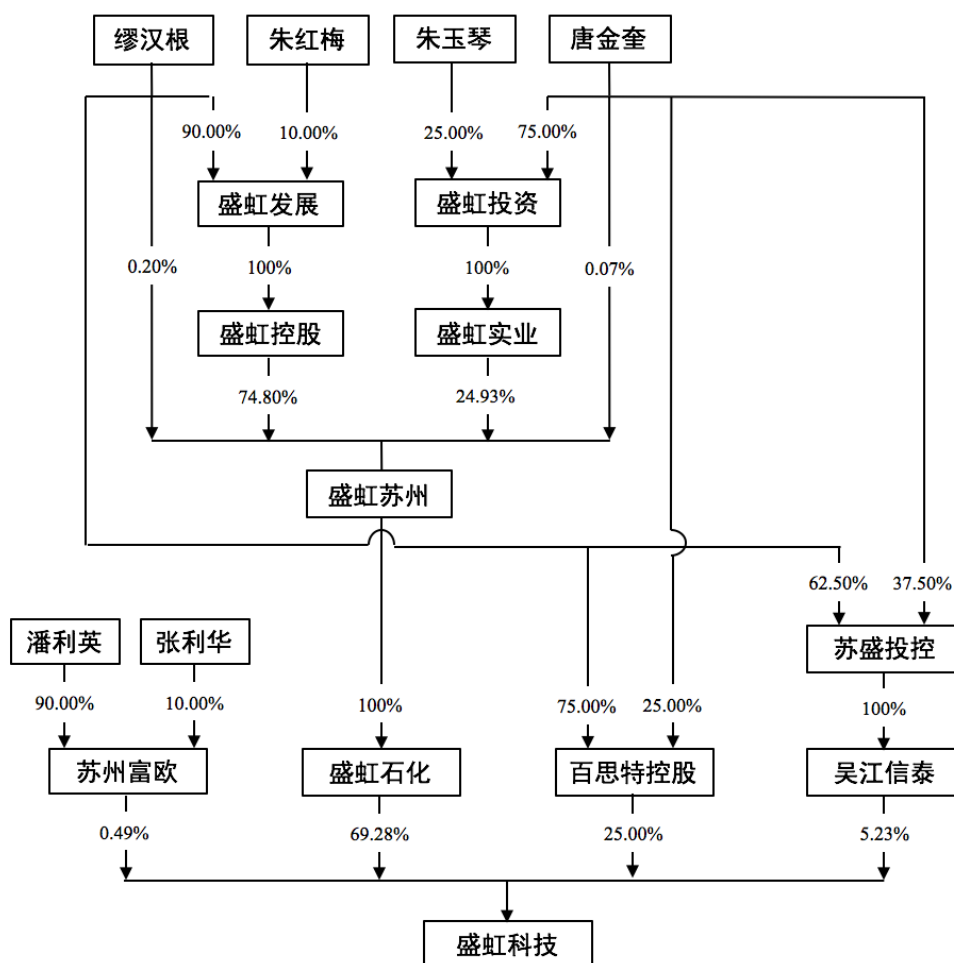 缪汉根 朱红梅 朱玉琴 唐金奎
90.00% 10.00% 25.00% 75.00%
盛虹发展 盛虹投资
0.20% 100% 100% 0.07%
盛虹控股 盛虹实业
74.80% 24.93%
盛虹苏州
62.50% 37.50%
潘利英 张利华 苏盛投控
90.00% 10.00% 100% 75.00% 25.00% 100%
苏州富欧 盛虹石化 百思特控股 吴江信泰
0.49% 69.28% 25.00% 5.23%
盛虹科技